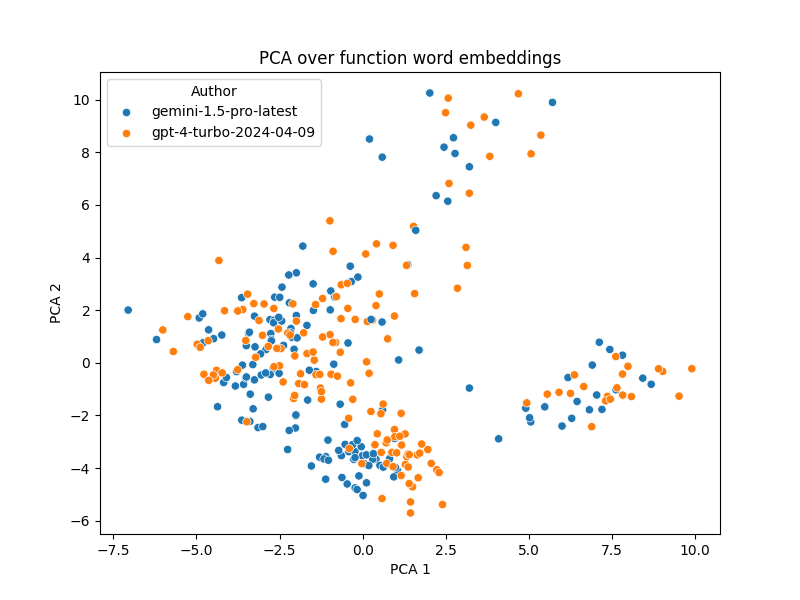 PCA over function word embeddings
Author
gemini-1.5-pro-latest
gpt-4-turbo-2024-04-09
PCA 2
10
8
6
4
2
0
−2
−4
−6
−7.5 −5.0 −2.5 0.0 2.5 5.0 7.5 10.0
PCA 1